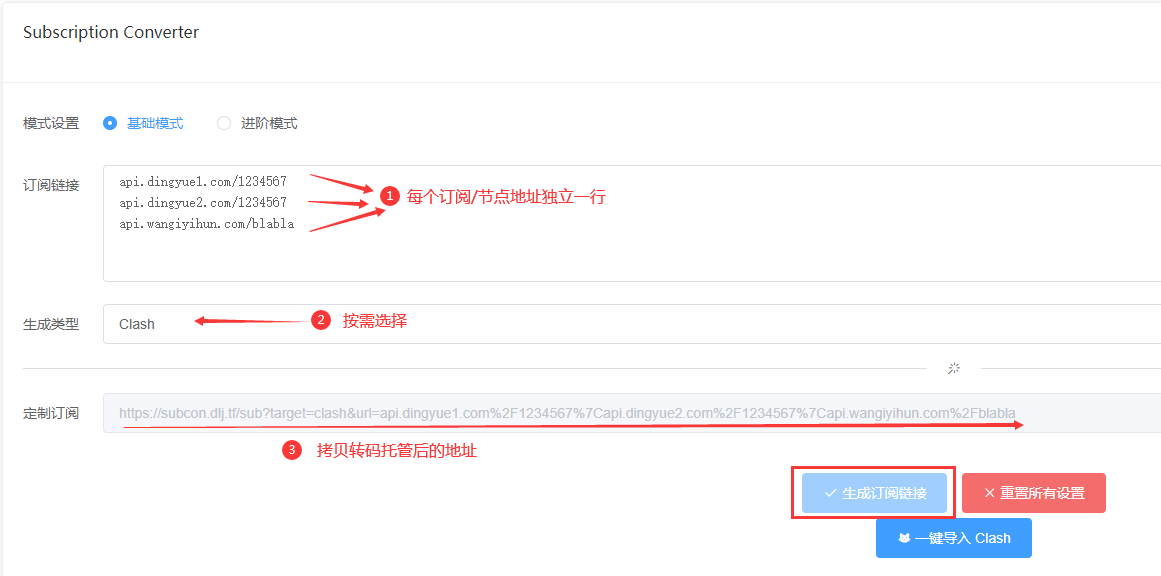 Subscription Converter
模式设置 基础模式 进阶模式
订阅链接 api.dingyue1.com/1234567
1 每个订阅/节点地址独立一行
api.dingyue2.com/1234567
api.wangiyihun.com/blabla
生成类型 Clash 2 按需选择
定制订阅 https://subcon.dlj.tf/sub?target=clash&url=api.dingyue1.com%2F1234567%7Capi.dingyue2.com%2F1234567%7Capi.wangiyihun.com%2Fblabla
3 拷贝转码托管后的地址
生成订阅链接 重置所有设置
一键导入 Clash